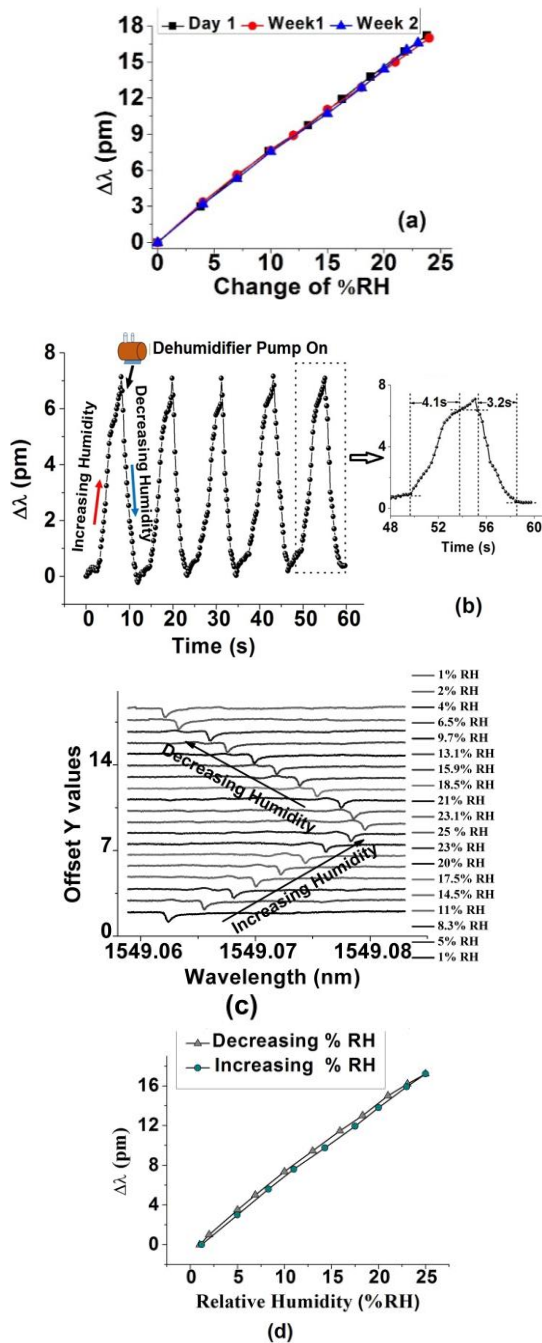 Day 1 Week1 Week 2
18
15
12
9
6
3
0
Δλ (pm)
(a)
0 5 10 15 20 25
Change of %RH
Dehumidifier Pump On
8
7
6
5
4
3
2
1
0
Δλ (pm)
Increasing Humidity
Decreasing Humidity
0 10 20 30 40 50 60
Time (s)
4.1s 3.2s
8
4
0
48 52 56 60
Time (s)
(b)
14
7
0
Offset Y values
Decreasing Humidity
Increasing Humidity
1% RH
2% RH
4% RH
6.5% RH
9.7% RH
13.1% RH
15.9% RH
18.5% RH
21% RH
23.1% RH
25 % RH
23% RH
20% RH
17.5% RH
14.5% RH
11% RH
8.3% RH
5% RH
1% RH
1549.06 1549.07 1549.08
Wavelength (nm)
(c)
Decreasing % RH
Increasing % RH
16
12
8
4
0
Δλ (pm)
0 5 10 15 20 25
Relative Humidity (%RH)
(d)